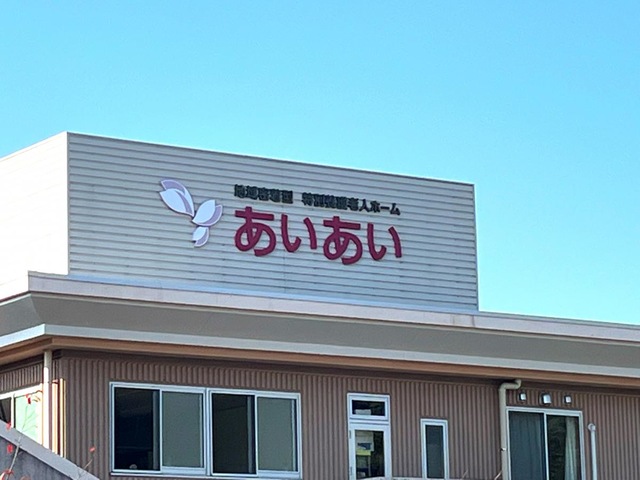 地域密着型 特別養護老人ホーム
あいあい